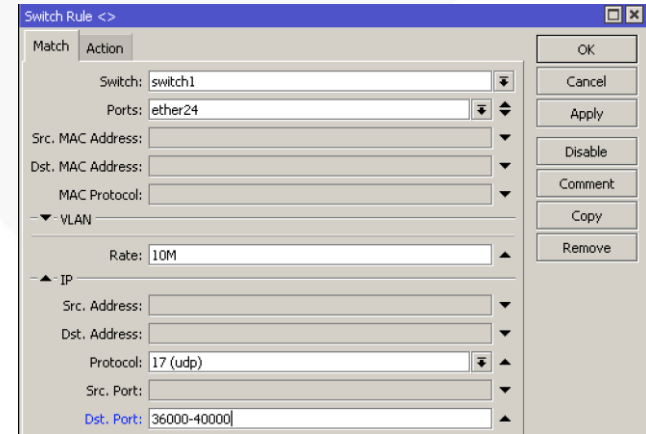 Switch Rule <>
Match Action
Switch: switch1
Ports: ether24
Src. MAC Address:
Dst. MAC Address:
MAC Protocol:
VLAN
Rate: 10M
IP
Src. Address:
Dst. Address:
Protocol: 17 (udp)
Src. Port:
Dst. Port: 36000-40000
OK
Cancel
Apply
Disable
Comment
Copy
Remove